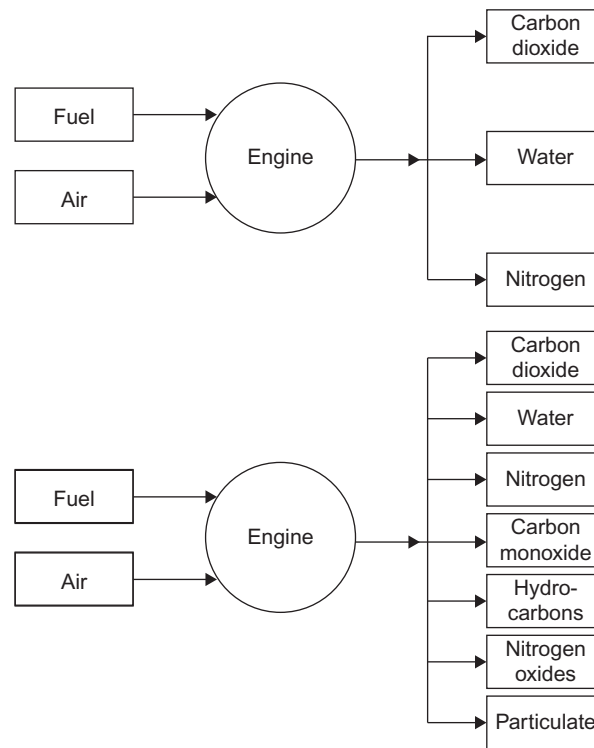 Carbon
dioxide
Fuel
Engine
Water
Air
Nitrogen
Carbon
dioxide
Water
Nitrogen
Fuel
Engine
Carbon
monoxide
Air
Hydro-
carbons
Nitrogen
oxides
Particulate